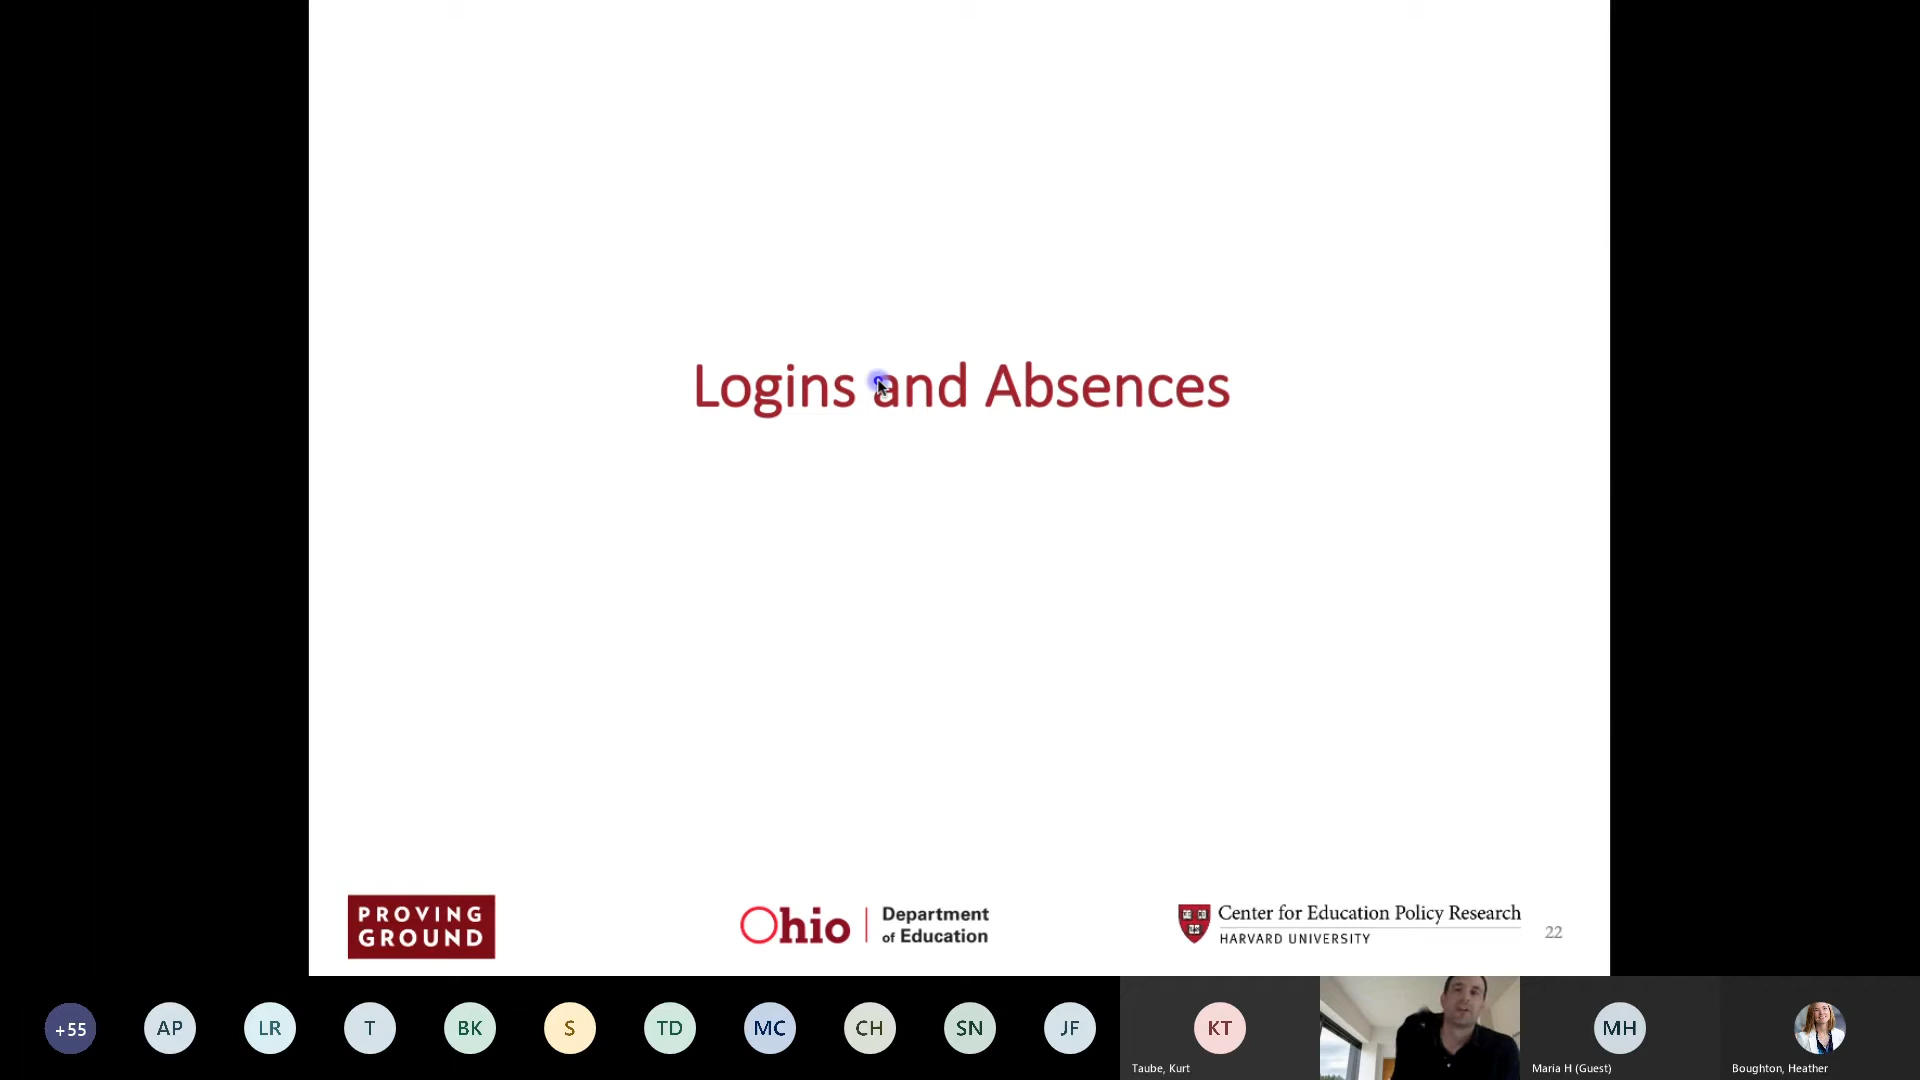 Logins and Absences
PROVING
GROUND
Ohio
Department
of Education
Center for Education Policy Research
HARVARD UNIVERSITY
22
+55
AP
LR
T
BK
S
TD
MC
CH
SN
JF
KT
MH
Taube, Kurt
Maria H (Guest)
Boughton, Heather